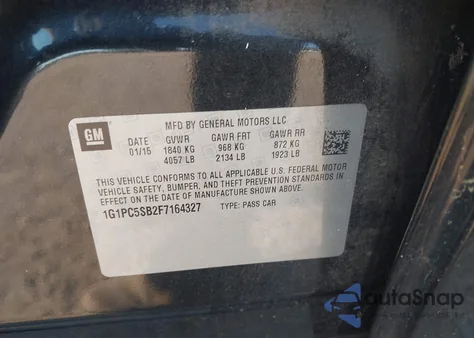 GM
MFD BY GENERAL MOTORS LLC
DATE GVWR GAWR FRT GAWR RR
01/15 1840 KG 968 KG 872 KG
4057 LB 2134 LB 1923 LB
THIS VEHICLE CONFORMS TO ALL APPLICABLE U.S. FEDERAL MOTOR
VEHICLE SAFETY, BUMPER, AND THEFT PREVENTION STANDARDS IN
EFFECT ON THE DATE OF MANUFACTURE SHOWN ABOVE.
1G1PC5SB2F7164327 TYPE: PASS CAR
autaSnap